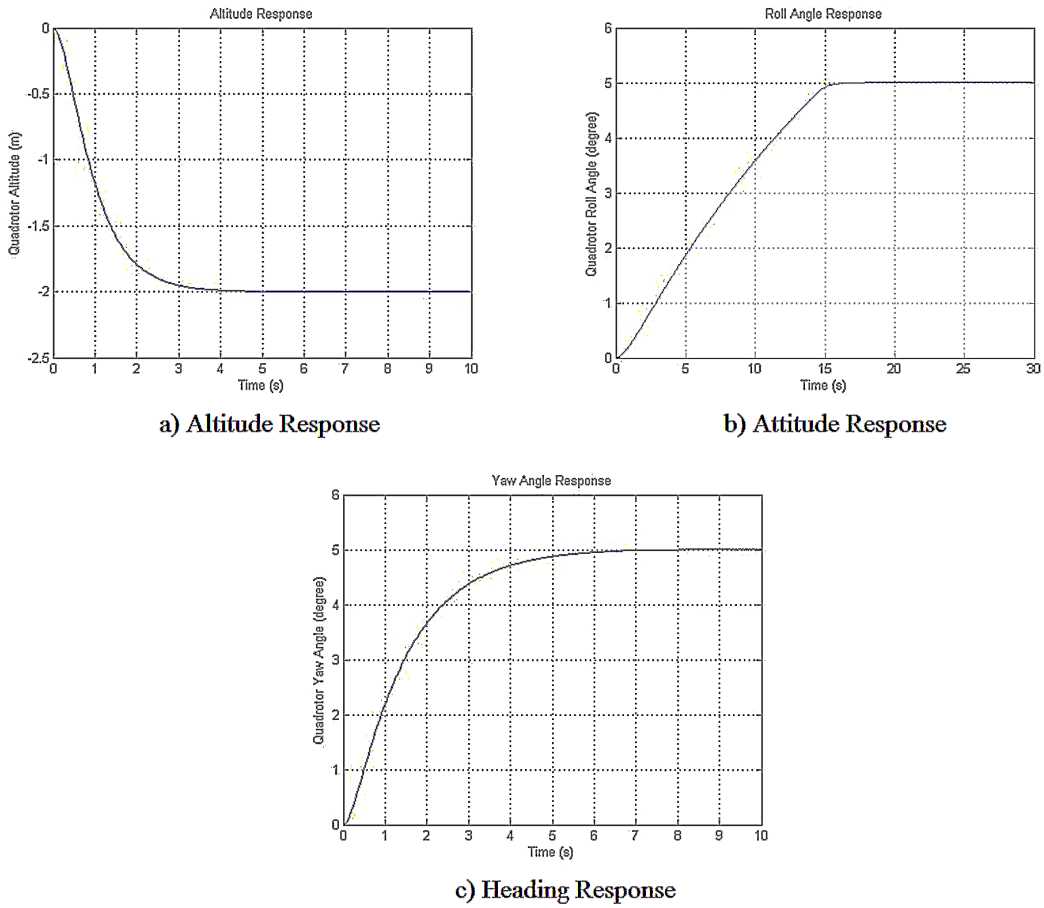 Altitude Response
Quadrotor Altitude (m)
0
-0.5
-1
-1.5
-2
-2.5
0 1 2 3 4 5 6 7 8 9 10
Time (s)
a) Altitude Response
Roll Angle Response
Quadrotor Roll Angle (degree)
6
5
4
3
2
1
0
0 5 10 15 20 25 30
Time (s)
b) Attitude Response
Yaw Angle Response
Quadrotor Yaw Angle (degree)
6
5
4
3
2
1
0
0 1 2 3 4 5 6 7 8 9 10
Time (s)
c) Heading Response